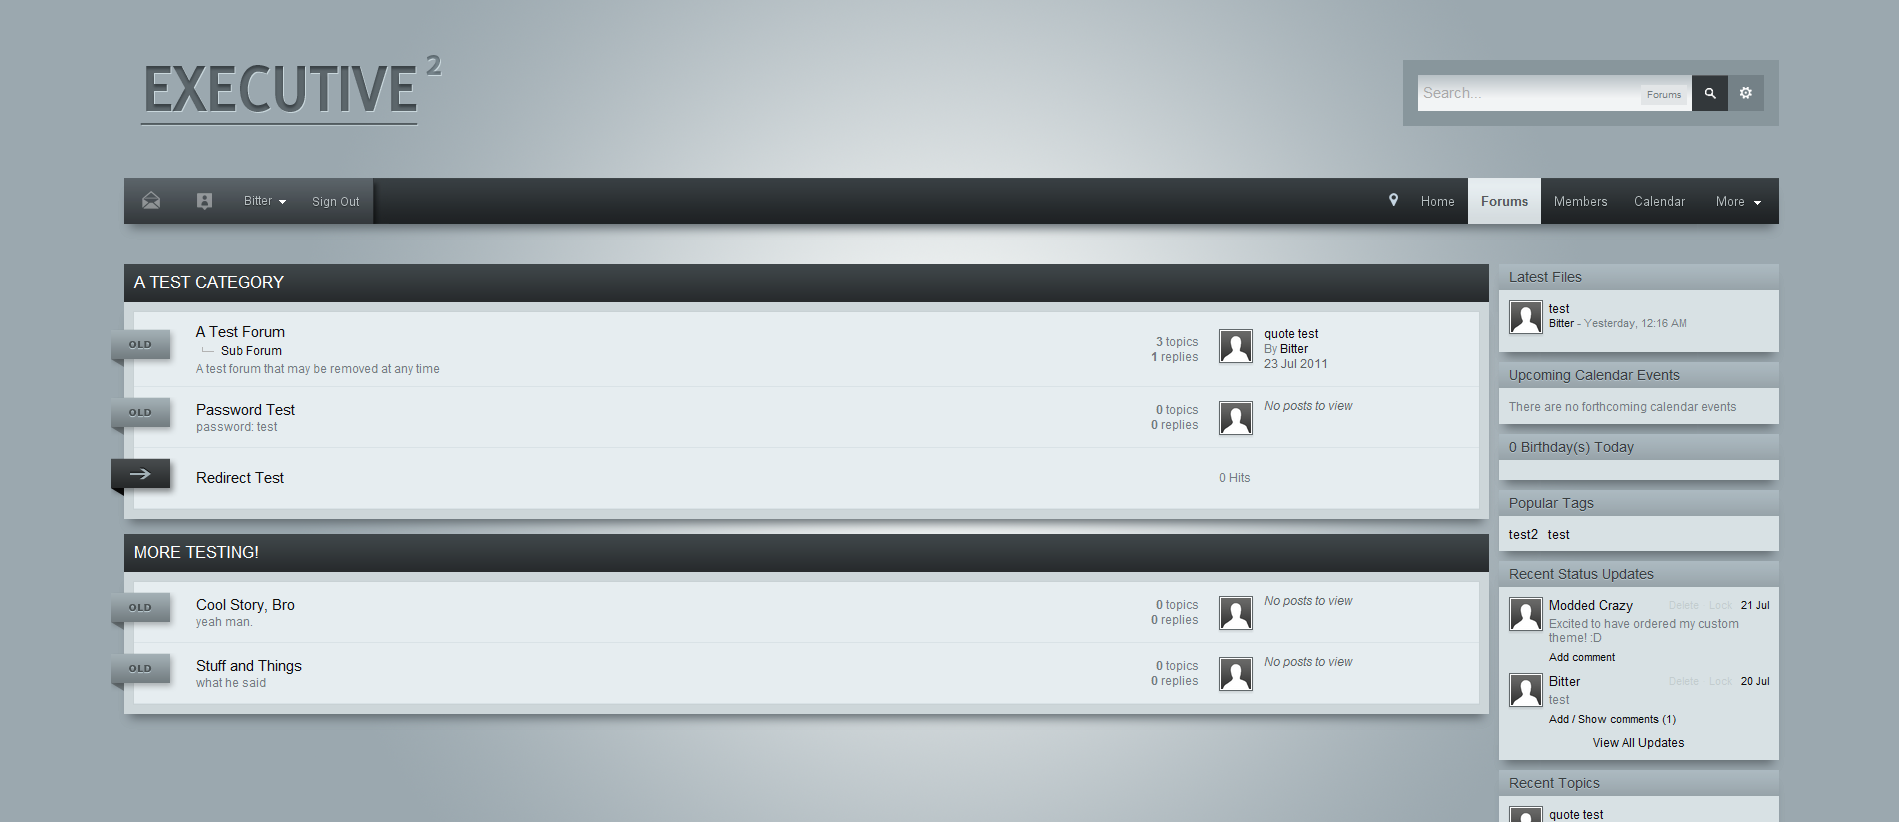 EXECUTIVE 2
Search... Forums
Bitter Sign Out Home Forums Members Calendar More
A TEST CATEGORY
OLD
A Test Forum
Sub Forum
A test forum that may be removed at any time
3 topics
1 replies
quote test
By Bitter
23 Jul 2011
OLD
Password Test
password: test
0 topics
0 replies
No posts to view
Redirect Test
0 Hits
MORE TESTING!
OLD
Cool Story, Bro
yeah man.
0 topics
0 replies
No posts to view
OLD
Stuff and Things
what he said
0 topics
0 replies
No posts to view
Latest Files
test
Bitter - Yesterday, 12:16 AM
Upcoming Calendar Events
There are no forthcoming calendar events
0 Birthday(s) Today
Popular Tags
test2 test
Recent Status Updates
Modded Crazy Delete Lock 21 Jul
Excited to have ordered my custom
theme! :D
Add comment
Bitter Delete Lock 20 Jul
test
Add / Show comments (1)
View All Updates
Recent Topics
quote test